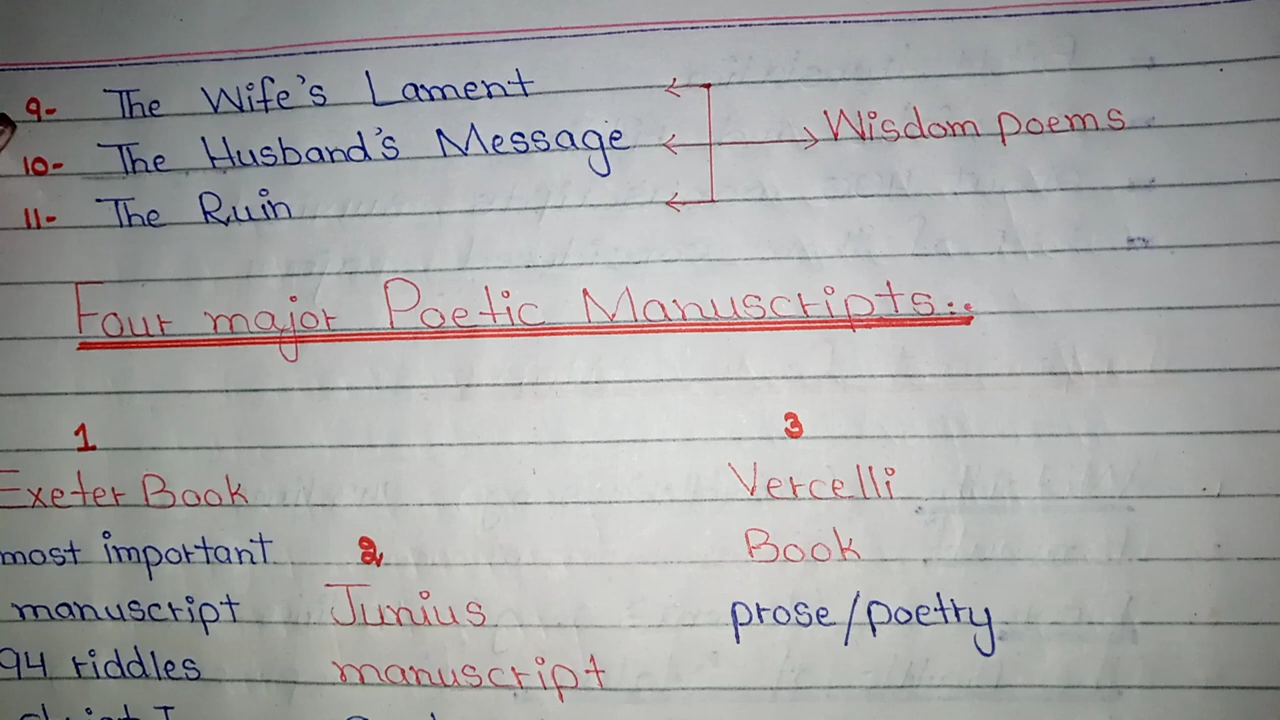 9- The Wife's Lament
10- The Husband's Message
Wisdom poems
11- The Ruin
Four major Poetic Manuscripts:.
1
Exeter Book
most important
manuscript
94 riddles
2
Junius
manuscript
3
Vercelli
Book
prose/poetry